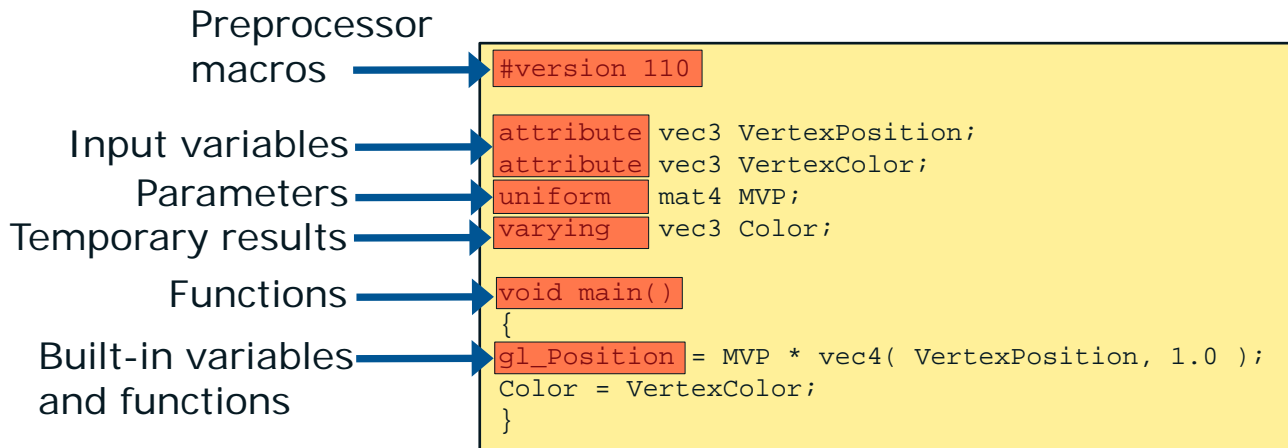 Preprocessor
macros
#version 110
Input variables
attribute vec3 VertexPosition;
attribute vec3 VertexColor;
Parameters
uniform mat4 MVP;
Temporary results
varying vec3 Color;
Functions
void main()
{
Built-in variables
and functions
gl_Position = MVP * vec4( VertexPosition, 1.0 );
Color = VertexColor;
}